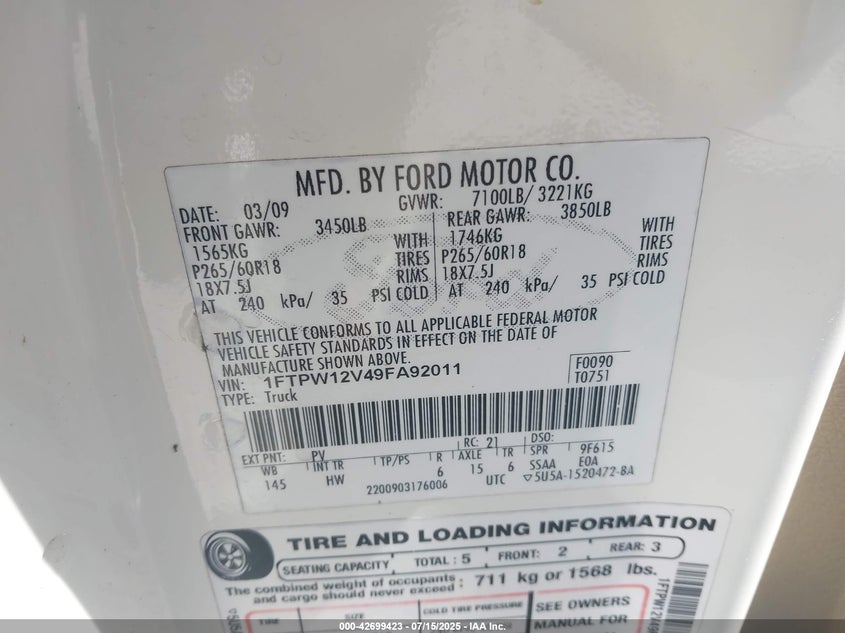 MFD. BY FORD MOTOR CO.
DATE: 03/09 GVWR: 7100LB/ 3221KG
FRONT GAWR: 3450LB REAR GAWR: 3850LB
1565KG WITH 1746KG WITH
P265/60R18 TIRES P265/60R18 TIRES
18X7.5J RIMS 18X7.5J RIMS
AT 240 kPa/ 35 PSI COLD AT 240 kPa/ 35 PSI COLD
THIS VEHICLE CONFORMS TO ALL APPLICABLE FEDERAL MOTOR
VEHICLE SAFETY STANDARDS IN EFFECT ON THE DATE OF
MANUFACTURE SHOWN ABOVE.
VIN: 1FTPW12V49FA92011 F0090
TYPE: Truck T0751
EXT PNT: PV RC: 21 DSO:
WB INT TR TP/PS R AXLE TR SPR 9F615
145 HW 6 15 6 SSAA E0A
2200903176006 UTC ▽5U5A-1520472-BA
TIRE AND LOADING INFORMATION
SEATING CAPACITY TOTAL: 5 FRONT: 2 REAR: 3
The combined weight of occupants : 711 kg or 1568 lbs.
and cargo should never exceed
TIRE SIZE COLD TIRE PRESSURE SEE OWNERS
MANUAL FOR
000-42699423 - 07/15/2025 - IAA, Inc.